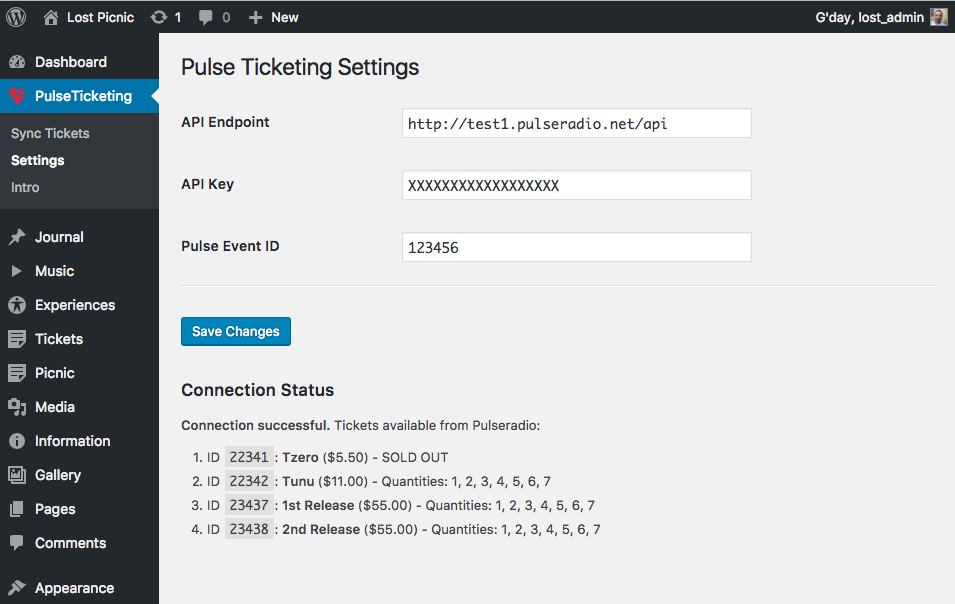 Lost Picnic 1 0 New G'day, lost_admin
Dashboard
PulseTicketing
Sync Tickets
Settings
Intro
Journal
Music
Experiences
Tickets
Picnic
Media
Information
Gallery
Pages
Comments
Appearance
Pulse Ticketing Settings
API Endpoint http://test1.pulseradio.net/api
API Key XXXXXXXXXXXXXXXXXX
Pulse Event ID 123456
Save Changes
Connection Status
Connection successful. Tickets available from Pulseradio:
1. ID 22341 : Tzero ($5.50) - SOLD OUT
2. ID 22342 : Tunu ($11.00) - Quantities: 1, 2, 3, 4, 5, 6, 7
3. ID 23437 : 1st Release ($55.00) - Quantities: 1, 2, 3, 4, 5, 6, 7
4. ID 23438 : 2nd Release ($55.00) - Quantities: 1, 2, 3, 4, 5, 6, 7